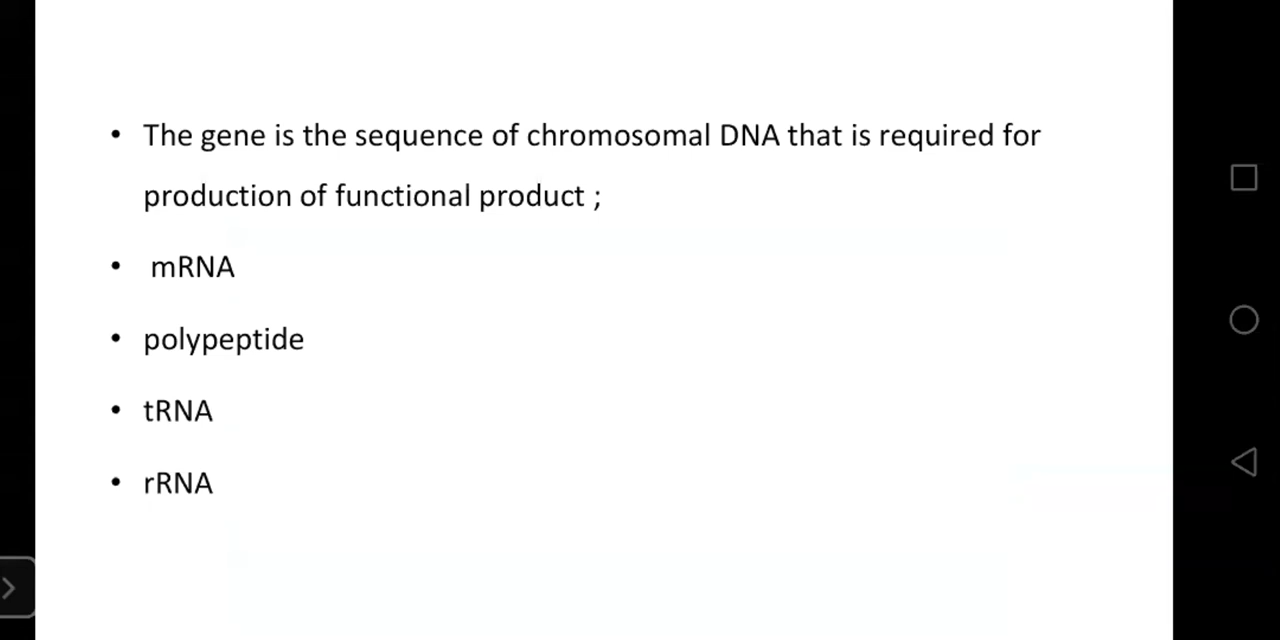 • The gene is the sequence of chromosomal DNA that is required for
production of functional product ;
• mRNA
• polypeptide
• tRNA
• rRNA